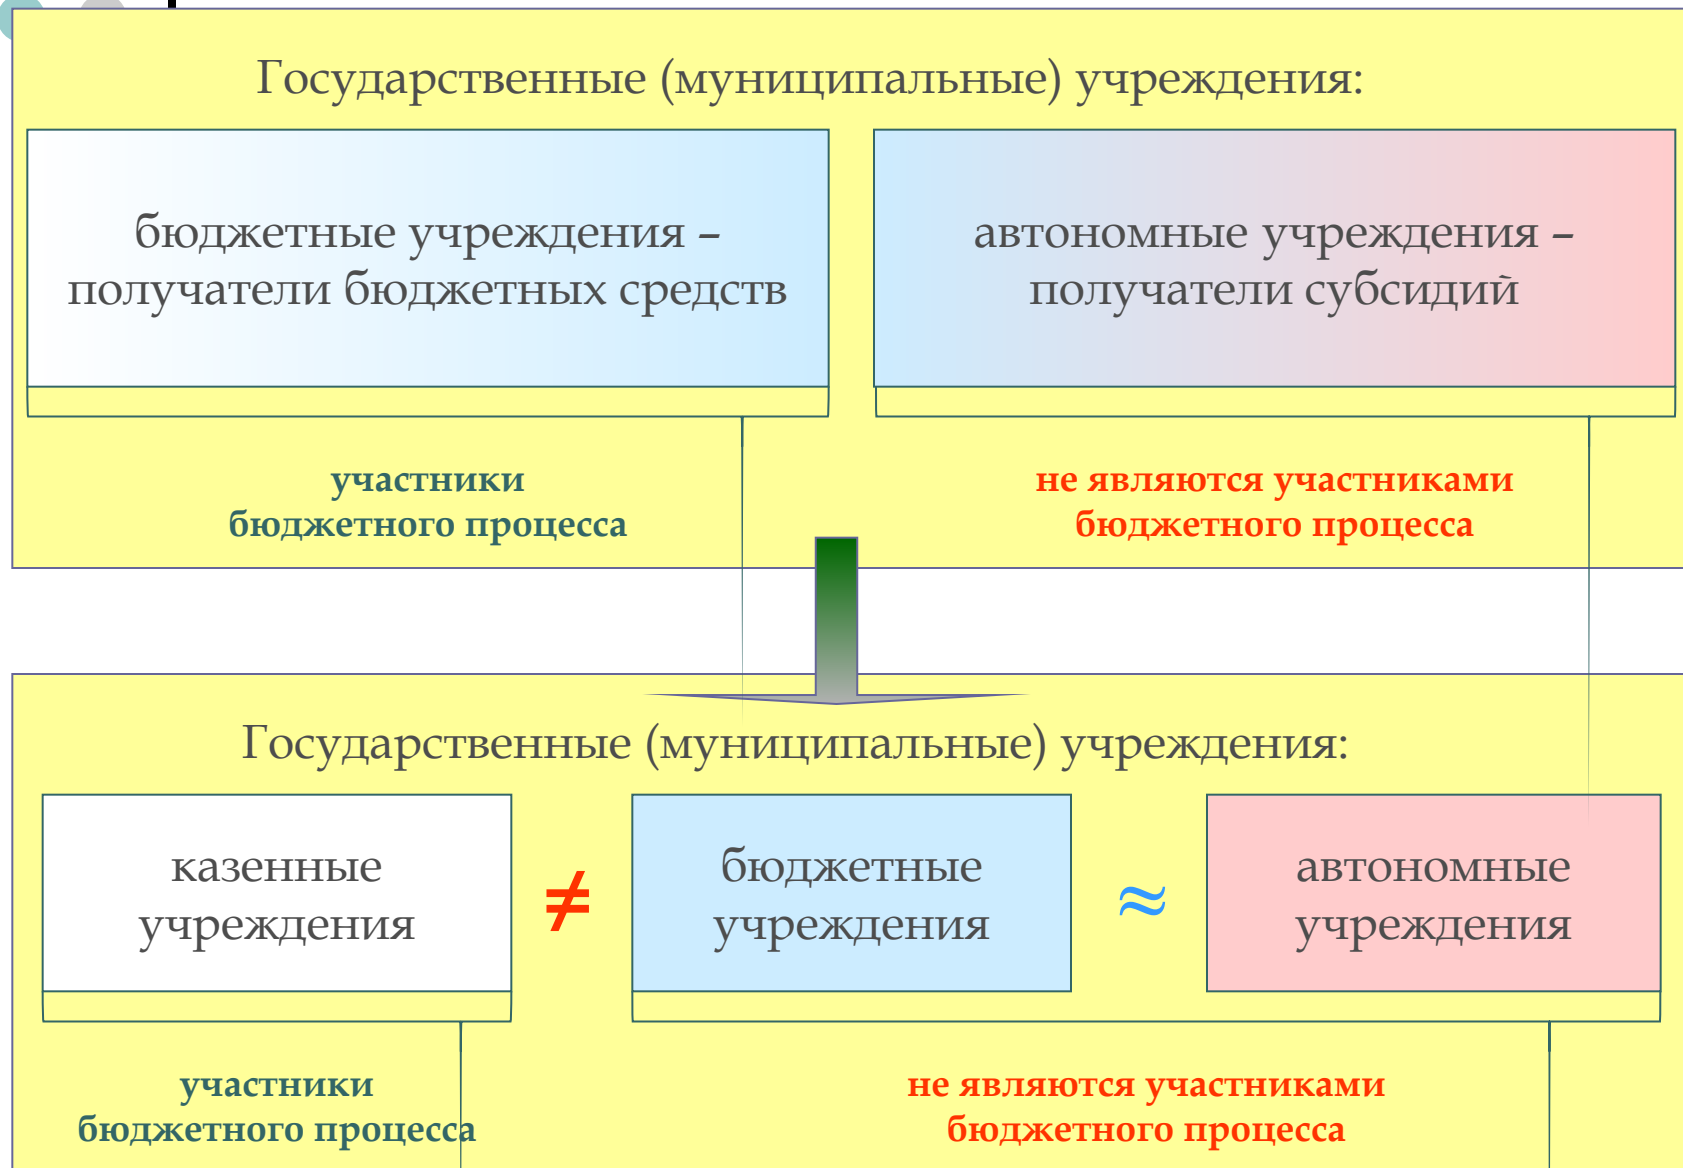 Государственные (муниципальные) учреждения:
бюджетные учреждения –
получатели бюджетных средств
автономные учреждения –
получатели субсидий
участники
бюджетного процесса
не являются участниками
бюджетного процесса
Государственные (муниципальные) учреждения:
казенные
учреждения
≠
бюджетные
учреждения
≈
автономные
учреждения
участники
бюджетного процесса
не являются участниками
бюджетного процесса